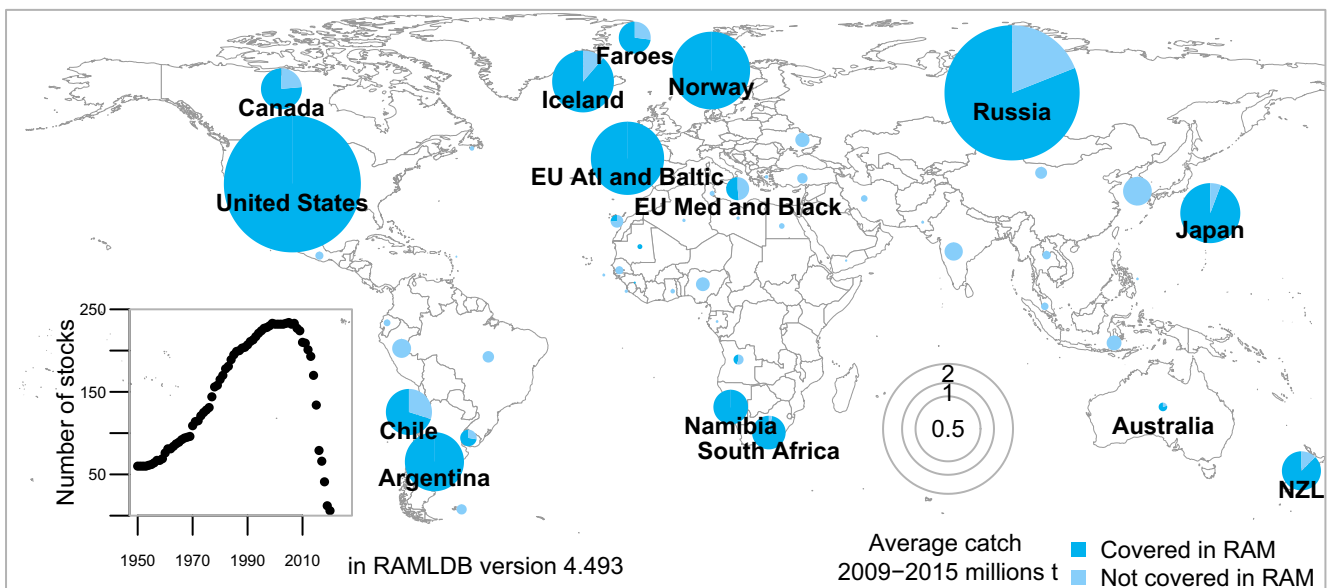 Faroes
Iceland
Norway
Russia
Canada
United States
EU Atl and Baltic
EU Med and Black
Japan
Chile
Argentina
Namibia
South Africa
Australia
NZL
Number of stocks
250
150
50
1950
1970
1990
2010
in RAMLDB version 4.493
2
1
0.5
Average catch
2009−2015 millions t
Covered in RAM
Not covered in RAM